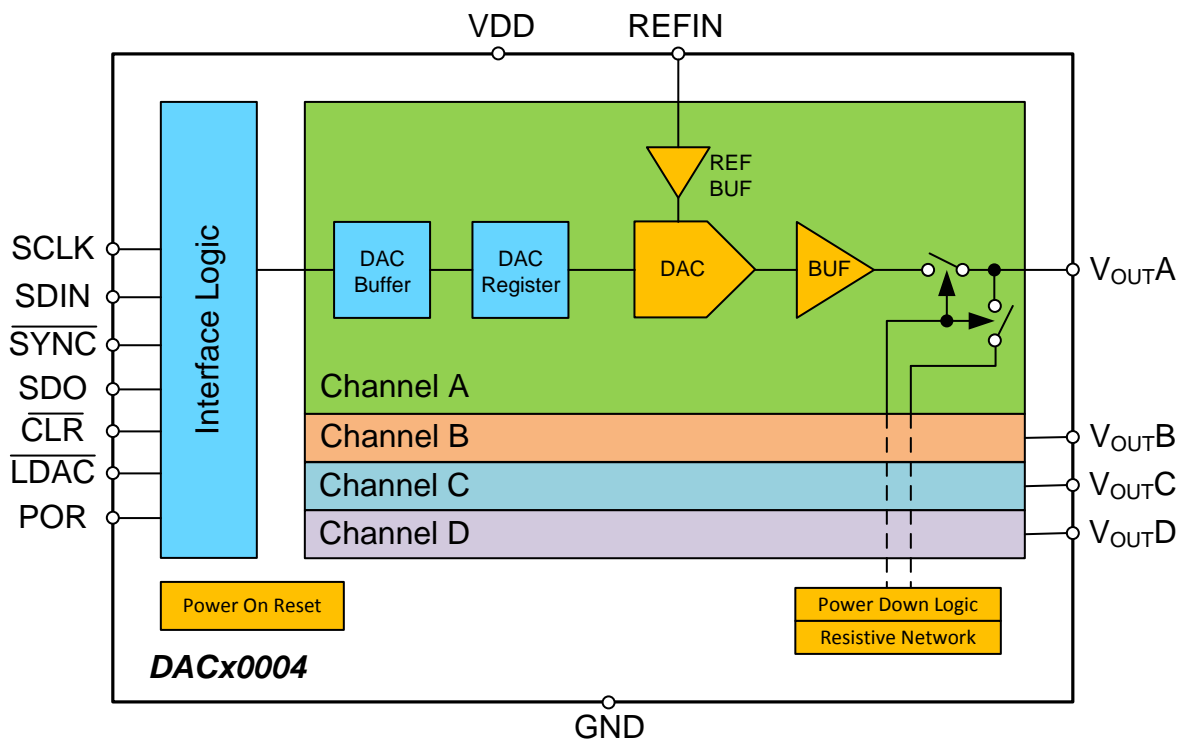 VDD
REFIN
REF
BUF
SCLK
SDIN
SYNC
SDO
CLR
LDAC
POR
Interface Logic
DAC
Buffer
DAC
Register
DAC
BUF
VOUTA
Channel A
Channel B
VOUTB
Channel C
VOUTC
Channel D
VOUTD
Power On Reset
Power Down Logic
Resistive Network
DACx0004
GND